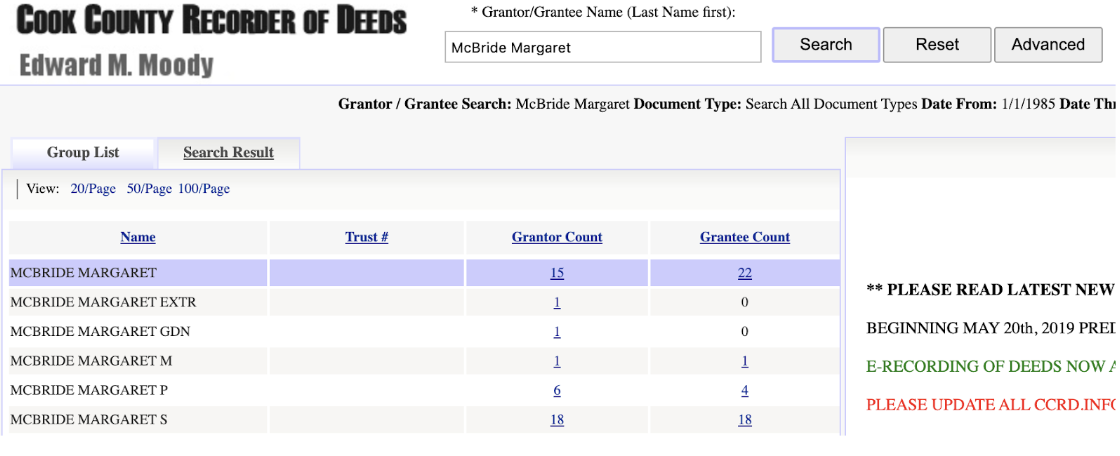 COOK COUNTY RECORDER OF DEEDS
Edward M. Moody
* Grantor/Grantee Name (Last Name first):
McBride Margaret
Search Reset Advanced
Grantor / Grantee Search: McBride Margaret Document Type: Search All Document Types Date From: 1/1/1985 Date Thr
Group List Search Result
View: 20/Page 50/Page 100/Page
Name Trust # Grantor Count Grantee Count
MCBRIDE MARGARET 15 22
MCBRIDE MARGARET EXTR 1 0
MCBRIDE MARGARET GDN 1 0
MCBRIDE MARGARET M 1 1
MCBRIDE MARGARET P 6 4
MCBRIDE MARGARET S 18 18
** PLEASE READ LATEST NEW
BEGINNING MAY 20th, 2019 PRED
E-RECORDING OF DEEDS NOW A
PLEASE UPDATE ALL CCRD.INFO